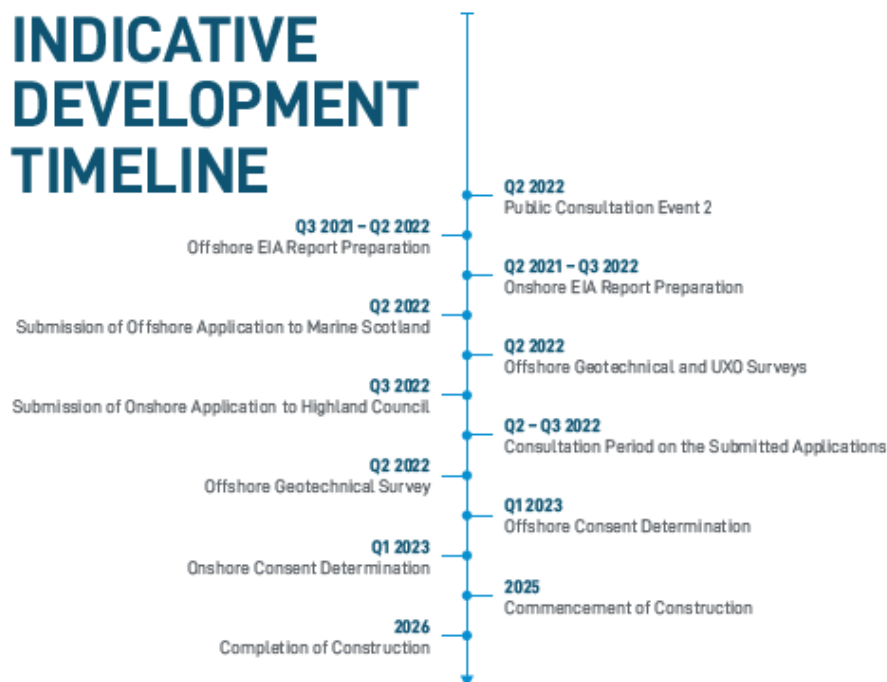 INDICATIVE
DEVELOPMENT
TIMELINE
Q2 2022
Public Consultation Event 2
Q3 2021 – Q2 2022
Offshore EIA Report Preparation
Q2 2021 – Q3 2022
Onshore EIA Report Preparation
Q2 2022
Submission of Offshore Application to Marine Scotland
Q2 2022
Offshore Geotechnical and UXO Surveys
Q3 2022
Submission of Onshore Application to Highland Council
Q2 – Q3 2022
Consultation Period on the Submitted Applications
Q2 2022
Offshore Geotechnical Survey
Q1 2023
Offshore Consent Determination
Q1 2023
Onshore Consent Determination
2025
Commencement of Construction
2026
Completion of Construction